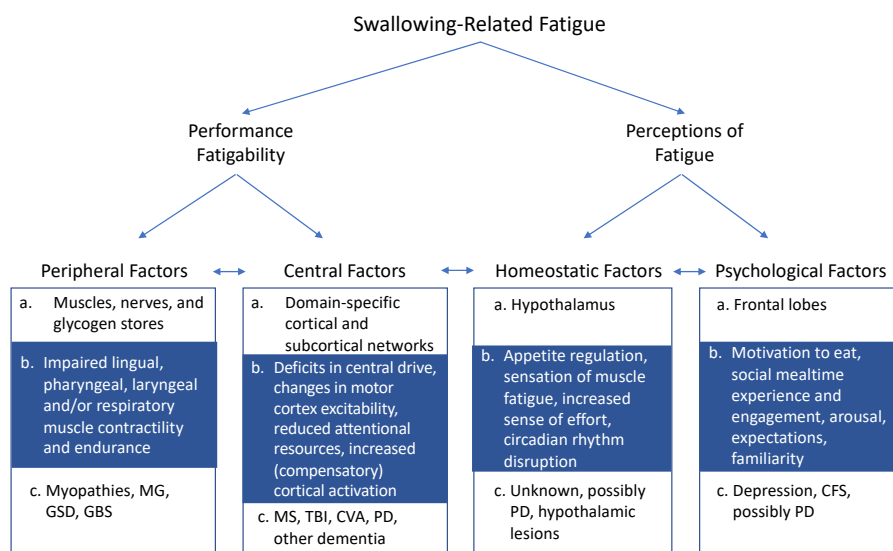 Swallowing-Related Fatigue
Performance
Fatigability
Perceptions of
Fatigue
Peripheral Factors
a. Muscles, nerves, and
glycogen stores
b. Impaired lingual,
pharyngeal, laryngeal
and/or respiratory
muscle contractility
and endurance
c. Myopathies, MG,
GSD, GBS
Central Factors
a. Domain-specific
cortical and
subcortical networks
b. Deficits in central drive,
changes in motor
cortex excitability,
reduced attentional
resources, increased
(compensatory)
cortical activation
c. MS, TBI, CVA, PD,
other dementia
Homeostatic Factors
a. Hypothalamus
b. Appetite regulation,
sensation of muscle
fatigue, increased
sense of effort,
circadian rhythm
disruption
c. Unknown, possibly
PD, hypothalamic
lesions
Psychological Factors
a. Frontal lobes
b. Motivation to eat,
social mealtime
experience and
engagement, arousal,
expectations,
familiarity
c. Depression, CFS,
possibly PD